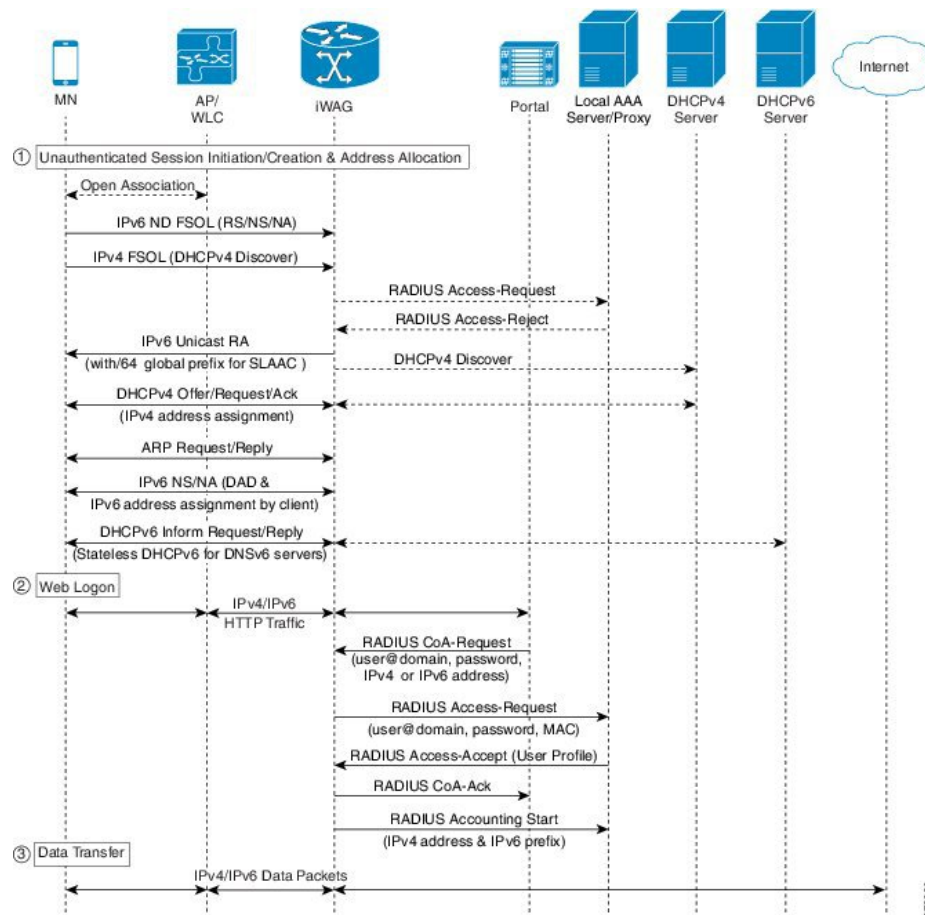 MN
AP/
WLC
iWAG
Portal
Local AAA
Server/Proxy
DHCPv4
Server
DHCPv6
Server
Internet
① Unauthenticated Session Initiation/Creation & Address Allocation
Open Association
IPv6 ND FSOL (RS/NS/NA)
IPv4 FSOL (DHCPv4 Discover)
RADIUS Access-Request
RADIUS Access-Reject
IPv6 Unicast RA
(with/64 global prefix for SLAAC )
DHCPv4 Discover
DHCPv4 Offer/Request/Ack
(IPv4 address assignment)
ARP Request/Reply
IPv6 NS/NA (DAD &
IPv6 address assignment by client)
DHCPv6 Inform Request/Reply
(Stateless DHCPv6 for DNSv6 servers)
② Web Logon
IPv4/IPv6
HTTP Traffic
RADIUS CoA-Request
(user@domain, password,
IPv4 or IPv6 address)
RADIUS Access-Request
(user@domain, password, MAC)
RADIUS Access-Accept (User Profile)
RADIUS CoA-Ack
RADIUS Accounting Start
(IPv4 address & IPv6 prefix)
③ Data Transfer
IPv4/IPv6 Data Packets